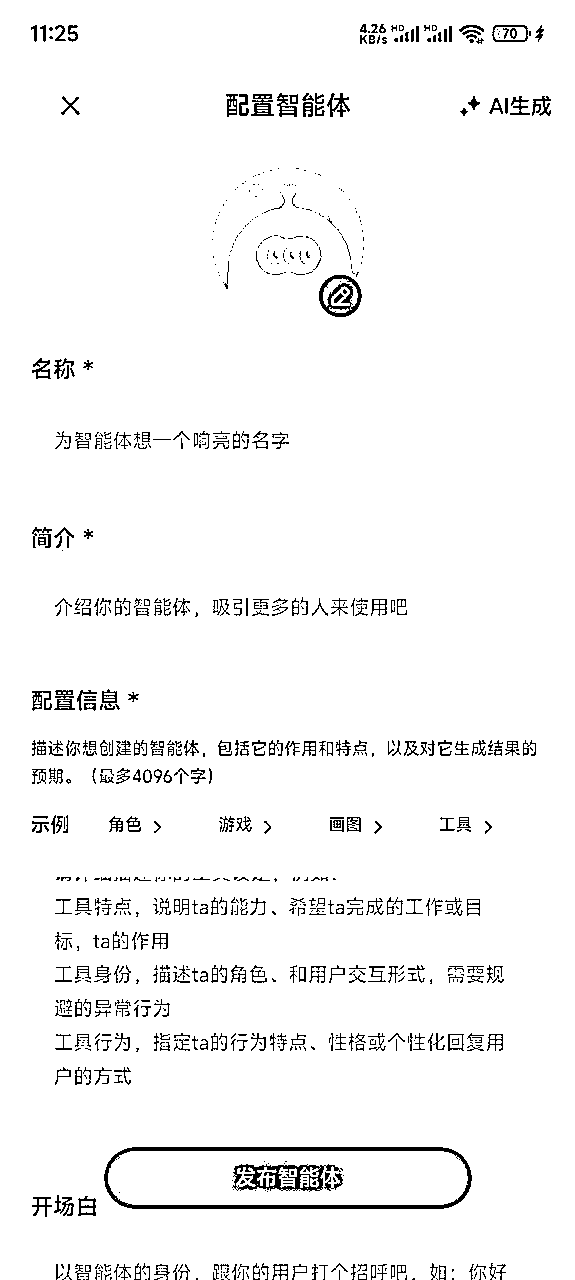 11:25
4.26 KB/s HD HD 70
配置智能体
AI生成
名称 *
为智能体想一个响亮的名字
简介 *
介绍你的智能体，吸引更多的人来使用吧
配置信息 *
描述你想创建的智能体，包括它的作用和特点，以及对它生成结果的
预期。（最多4096个字）
示例 角色 游戏 画图 工具
工具特点，说明ta的能力、希望ta完成的工作或目
标，ta的作用
工具身份，描述ta的角色、和用户交互形式，需要规
避的异常行为
工具行为，指定ta的行为特点、性格或个性化回复用
户的方式
发布智能体
开场白
以智能体的身份，跟你的用户打个招呼吧，如：你好